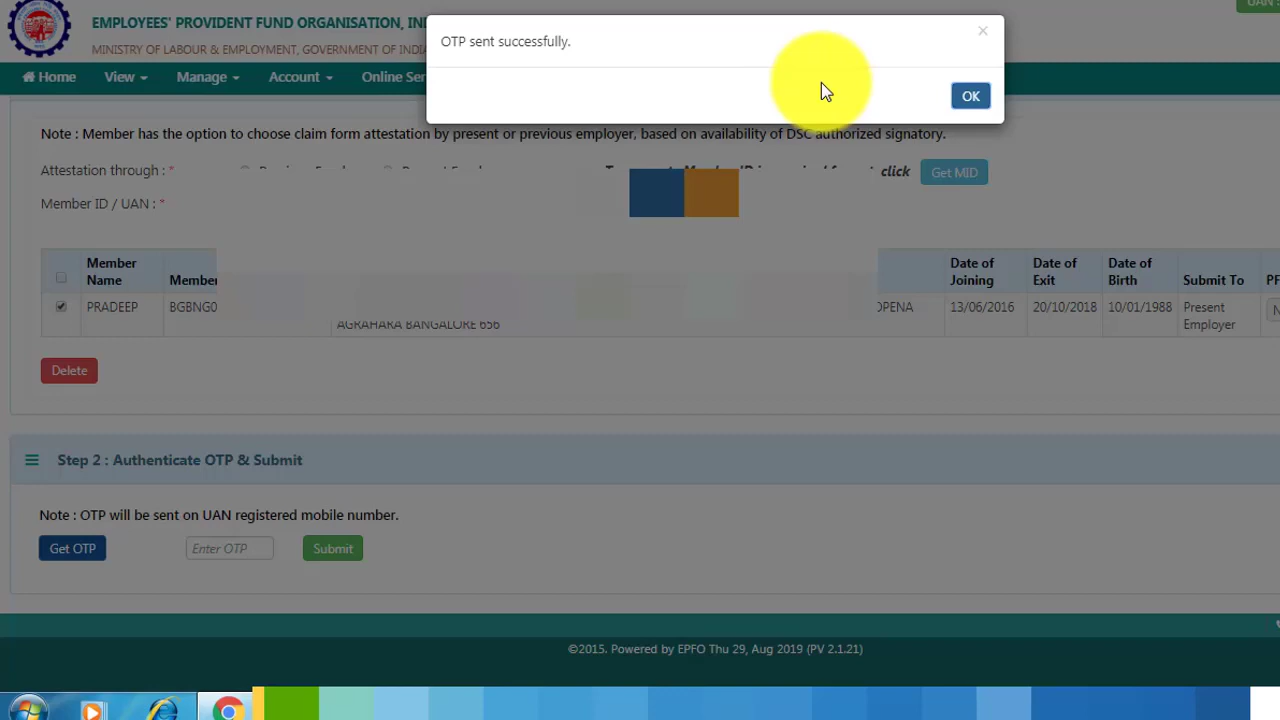 EMPLOYEES' PROVIDENT FUND ORGANISATION, IN
MINISTRY OF LABOUR & EMPLOYMENT, GOVERNMENT OF INDIA
UAN :
OTP sent successfully.
×
OK
Home View Manage Account Online Ser
Note : Member has the option to choose claim form attestation by present or previous employer, based on availability of DSC authorized signatory.
Attestation through : * click Get MID
Member ID / UAN : *
Member Name Member Date of Joining Date of Exit Date of Birth Submit To PF
PRADEEP BGBNG0 OPENA 13/06/2016 20/10/2018 10/01/1988 Present Employer N
AGRAHARA BANGALORE 656
Delete
Step 2 : Authenticate OTP & Submit
Note : OTP will be sent on UAN registered mobile number.
Get OTP Enter OTP Submit
©2015. Powered by EPFO Thu 29, Aug 2019 (PV 2.1.21)